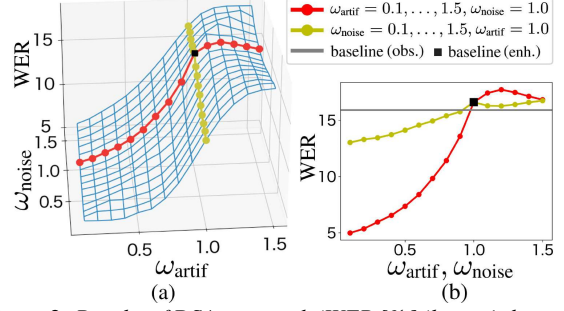 ω_artif = 0.1, . . . , 1.5, ω_noise = 1.0
ω_noise = 0.1, . . . , 1.5, ω_artif = 1.0
baseline (obs.) baseline (enh.)
WER
15
10
5
1.5
1.0
0.5
ω_noise
0.5
1.0
1.5
ω_artif
(a)
WER
15
5
0.5
1.0
1.5
ω_artif, ω_noise
(b)